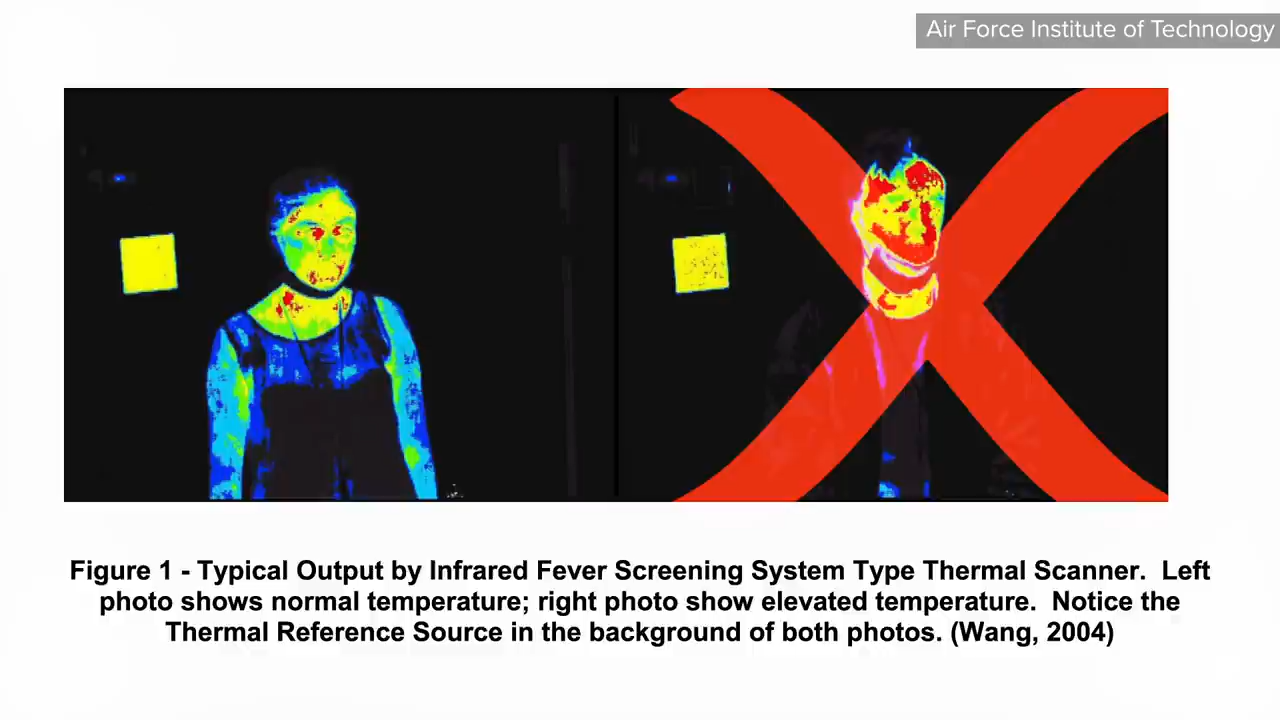 Air Force Institute of Technology
Figure 1 - Typical Output by Infrared Fever Screening System Type Thermal Scanner.  Left
photo shows normal temperature; right photo show elevated temperature.  Notice the
Thermal Reference Source in the background of both photos. (Wang, 2004)